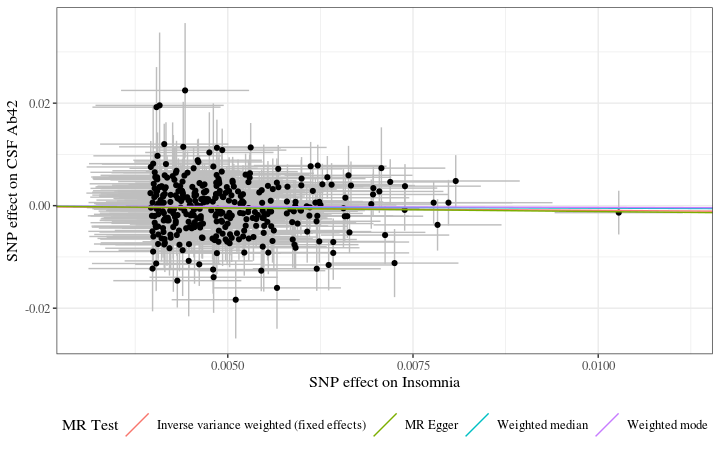 SNP effect on CSF Ab42
0.02
0.00
-0.02
0.0050 0.0075 0.0100
SNP effect on Insomnia
MR Test Inverse variance weighted (fixed effects) MR Egger Weighted median Weighted mode